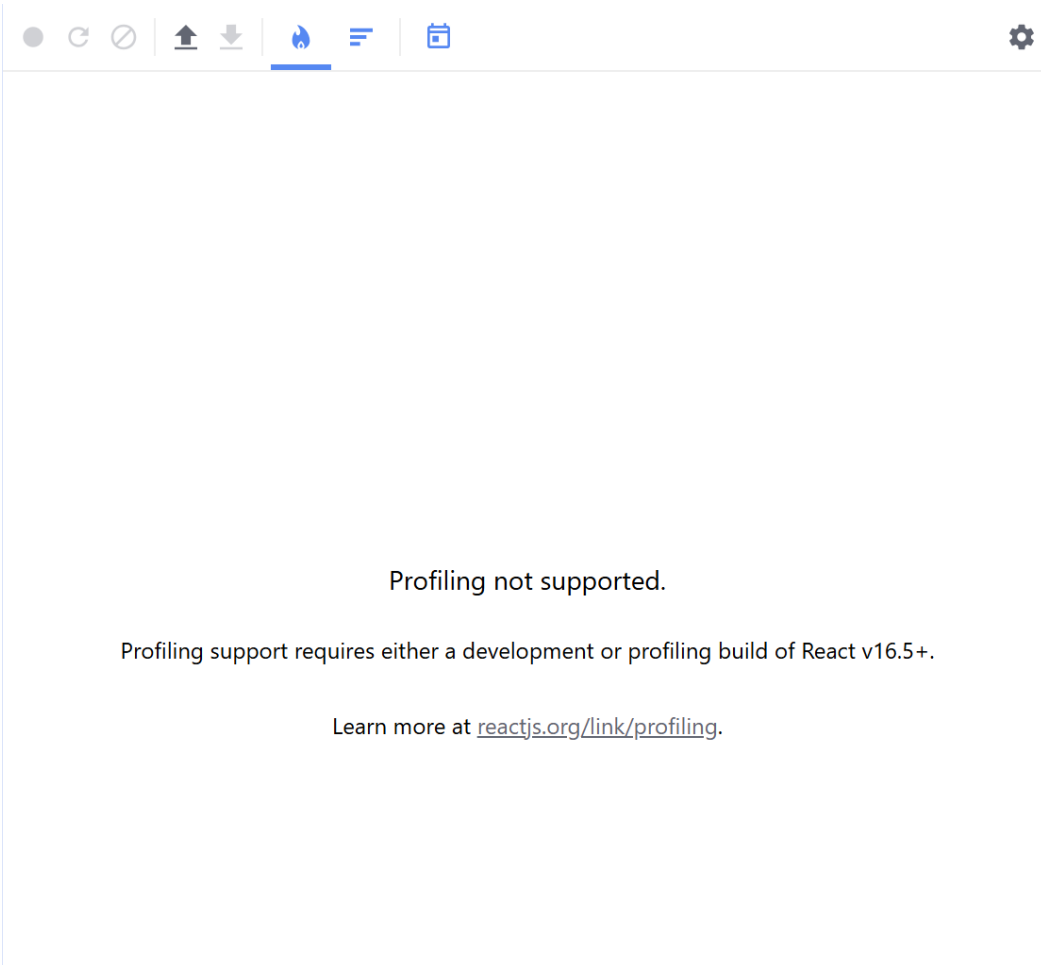 Profiling not supported.
Profiling support requires either a development or profiling build of React v16.5+.
Learn more at reactjs.org/link/profiling.